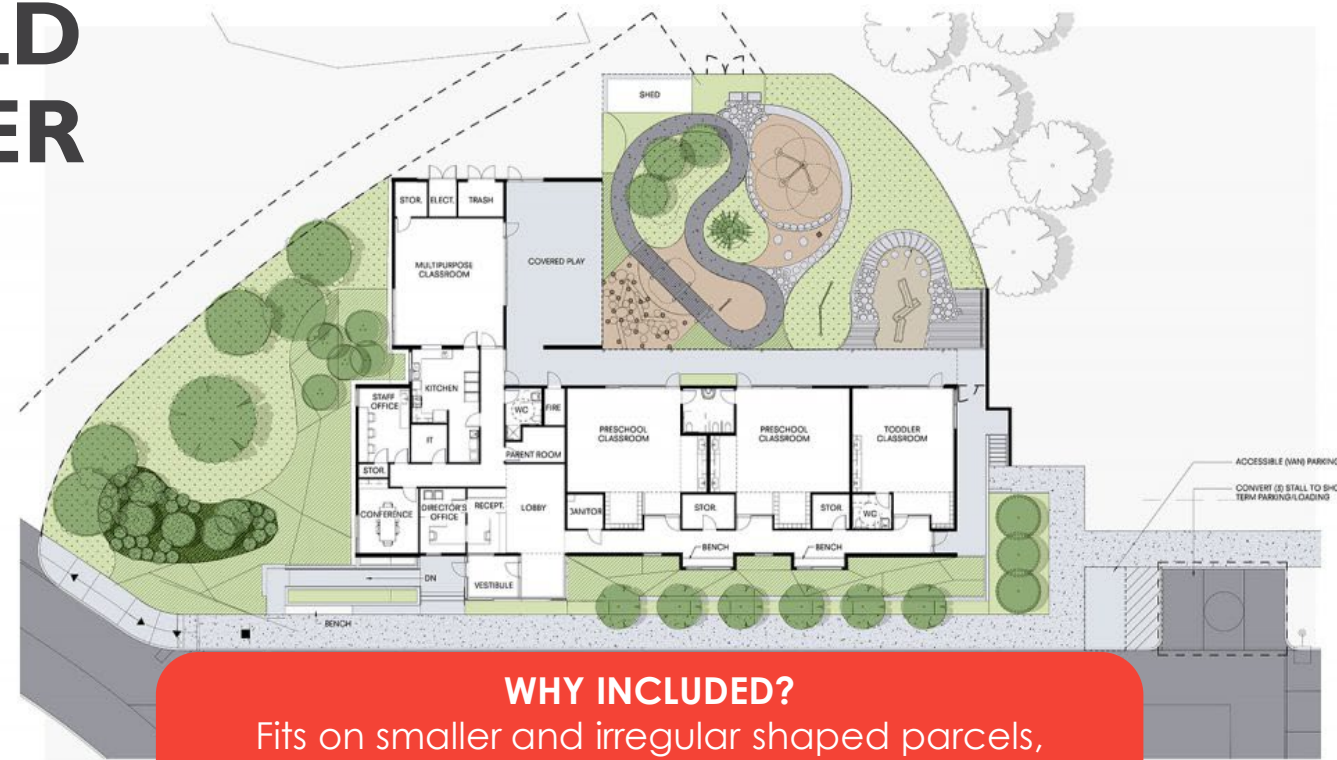 LD
ER
SHED
STOR.
ELECT.
TRASH
MULTIPURPOSE
CLASSROOM
COVERED PLAY
KITCHEN
STAFF
OFFICE
WC
FIRE
IT
PARENT ROOM
STOR.
PRESCHOOL
CLASSROOM
PRESCHOOL
CLASSROOM
TODDLER
CLASSROOM
CONFERENCE
DIRECTOR'S
OFFICE
RECEPT.
LOBBY
JANITOR
STOR.
STOR.
WC
BENCH
BENCH
DN
VESTIBULE
BENCH
ACCESSIBLE (VAN) PARKING
CONVERT (3) STALL TO SHO
TERM PARKING/LOADING
WHY INCLUDED?
Fits on smaller and irregular shaped parcels,